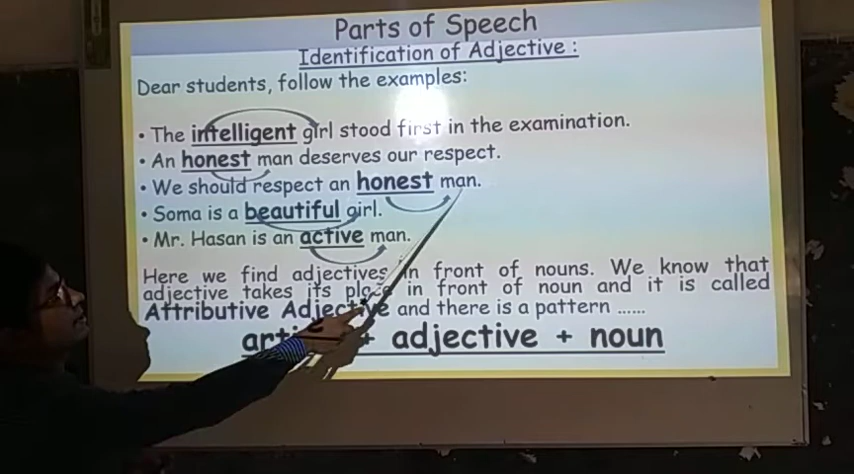 Parts of Speech
Identification of Adjective :
Dear students, follow the examples:
• The intelligent girl stood first in the examination.
• An honest man deserves our respect.
• We should respect an honest man.
• Soma is a beautiful girl.
• Mr. Hasan is an active man.
Here we find adjectives in front of nouns. We know that
adjective takes its place in front of noun and it is called
Attributive Adjective and there is a pattern ......
+ adjective + noun